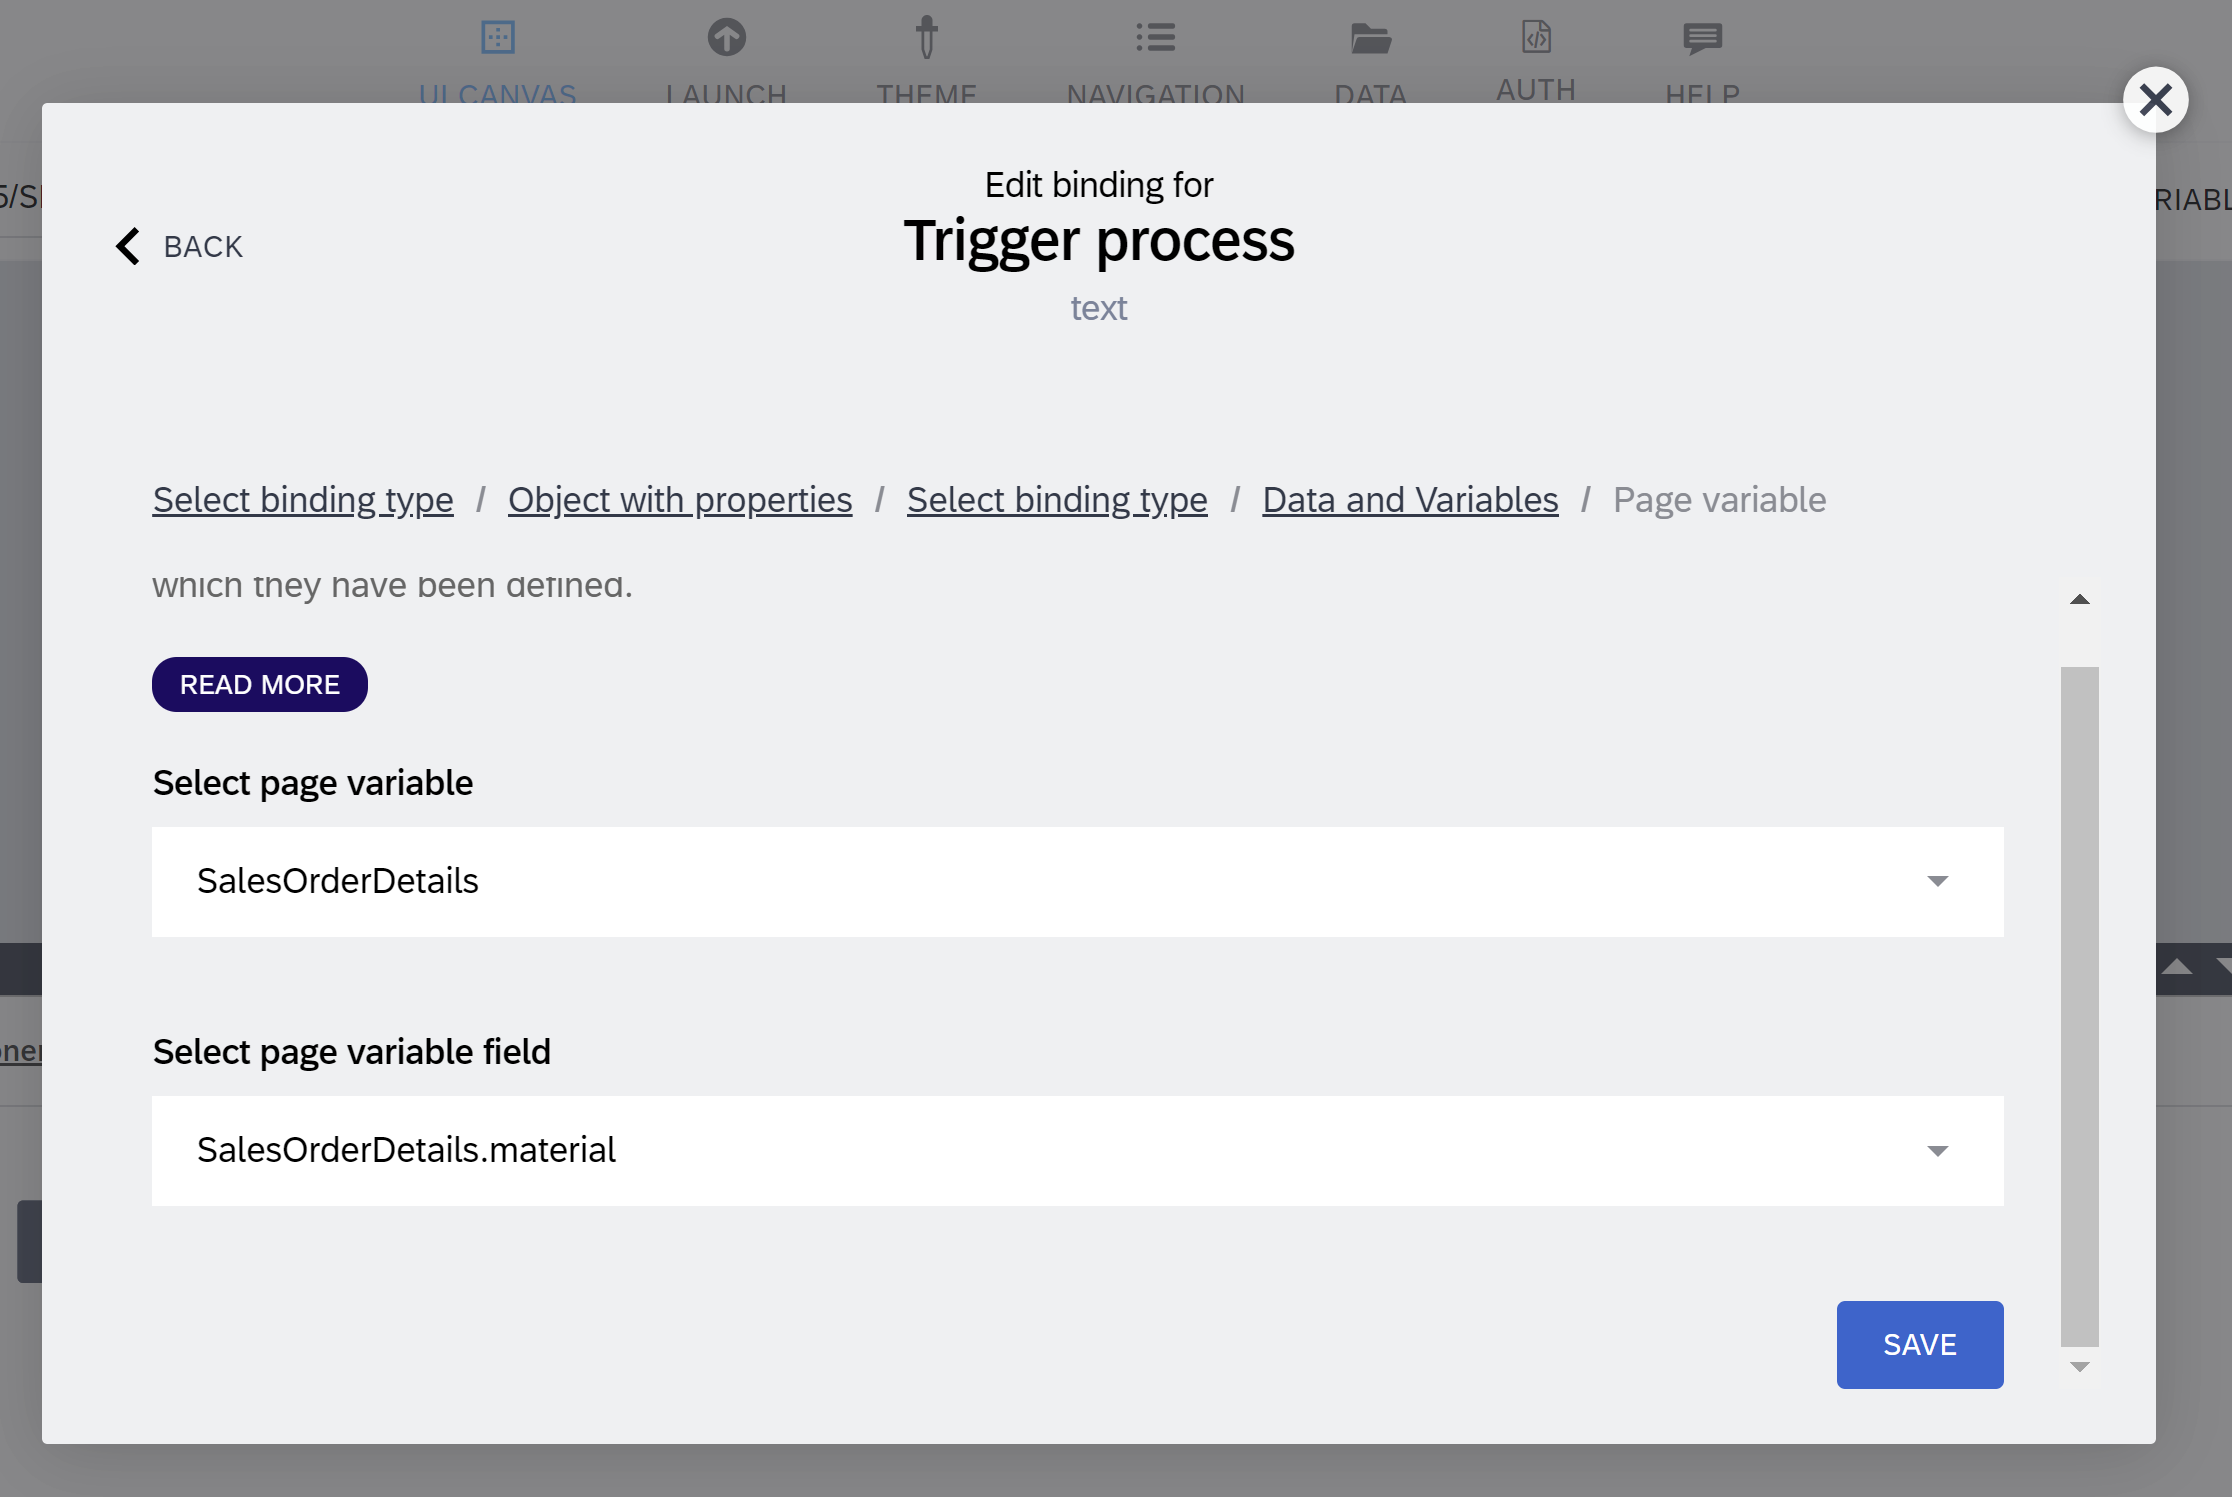 UI CANVAS LAUNCH THEME NAVIGATION DATA AUTH HELP
Edit binding for
Trigger process
BACK
text
Select binding type / Object with properties / Select binding type / Data and Variables / Page variable
which they have been defined.
READ MORE
Select page variable
SalesOrderDetails
Select page variable field
SalesOrderDetails.material
SAVE